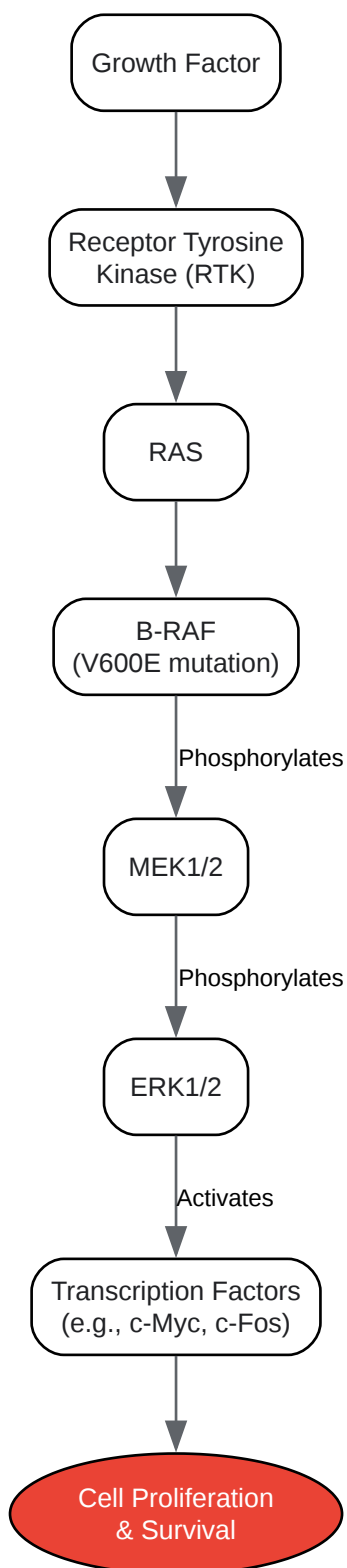 Growth Factor
Receptor Tyrosine
Kinase (RTK)
RAS
B-RAF
(V600E mutation)
Phosphorylates
MEK1/2
Phosphorylates
ERK1/2
Activates
Transcription Factors
(e.g., c-Myc, c-Fos)
Cell Proliferation
& Survival